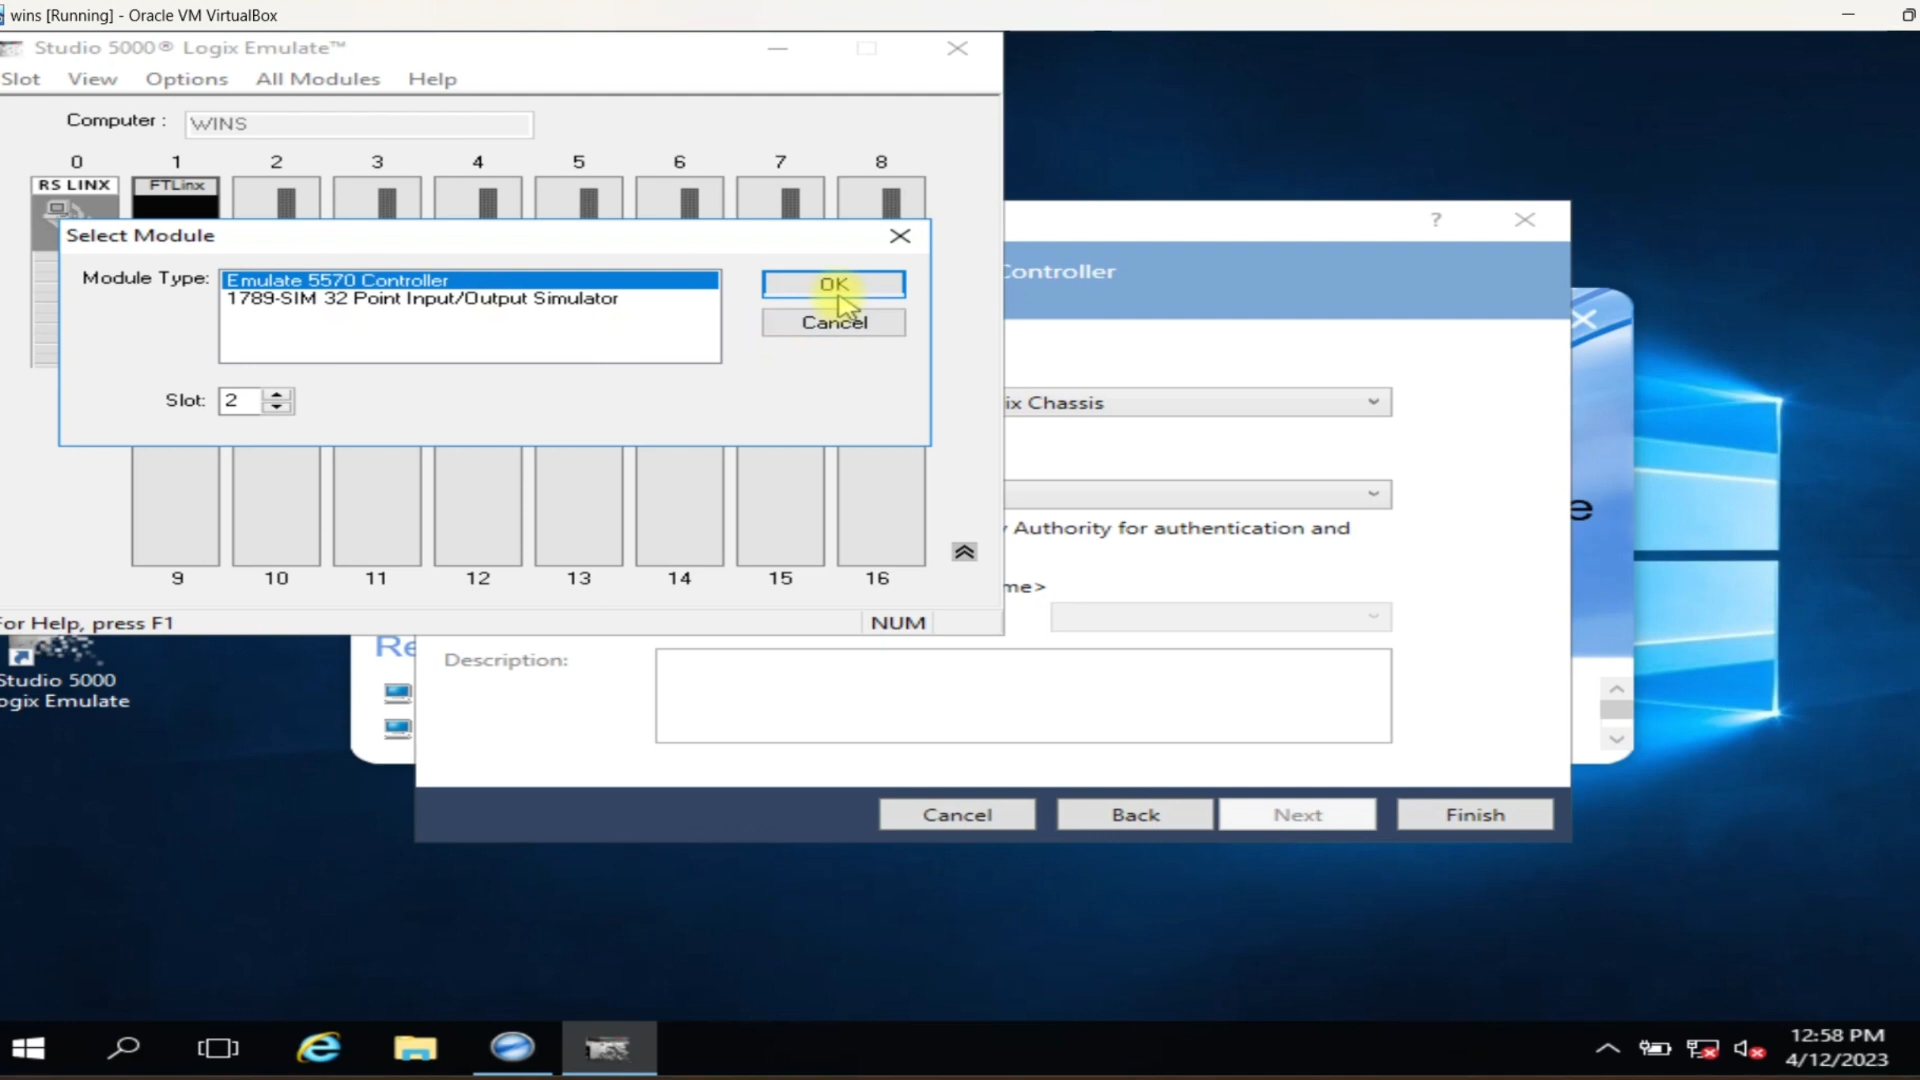 wins [Running] - Oracle VM VirtualBox
Studio 5000® Logix Emulate™
Slot View Options All Modules Help
Computer : WINS
0 1 2 3 4 5 6 7 8
RS LINX FTLinx
Select Module
Module Type: Emulate 5570 Controller
1789-SIM 32 Point Input/Output Simulator
OK
Cancel
Slot: 2
9 10 11 12 13 14 15 16
For Help, press F1 NUM
?
Controller
ix Chassis
y Authority for authentication and
me>
Re
e
Description:
Cancel Back Next Finish
Studio 5000
ogix Emulate
12:58 PM
4/12/2023